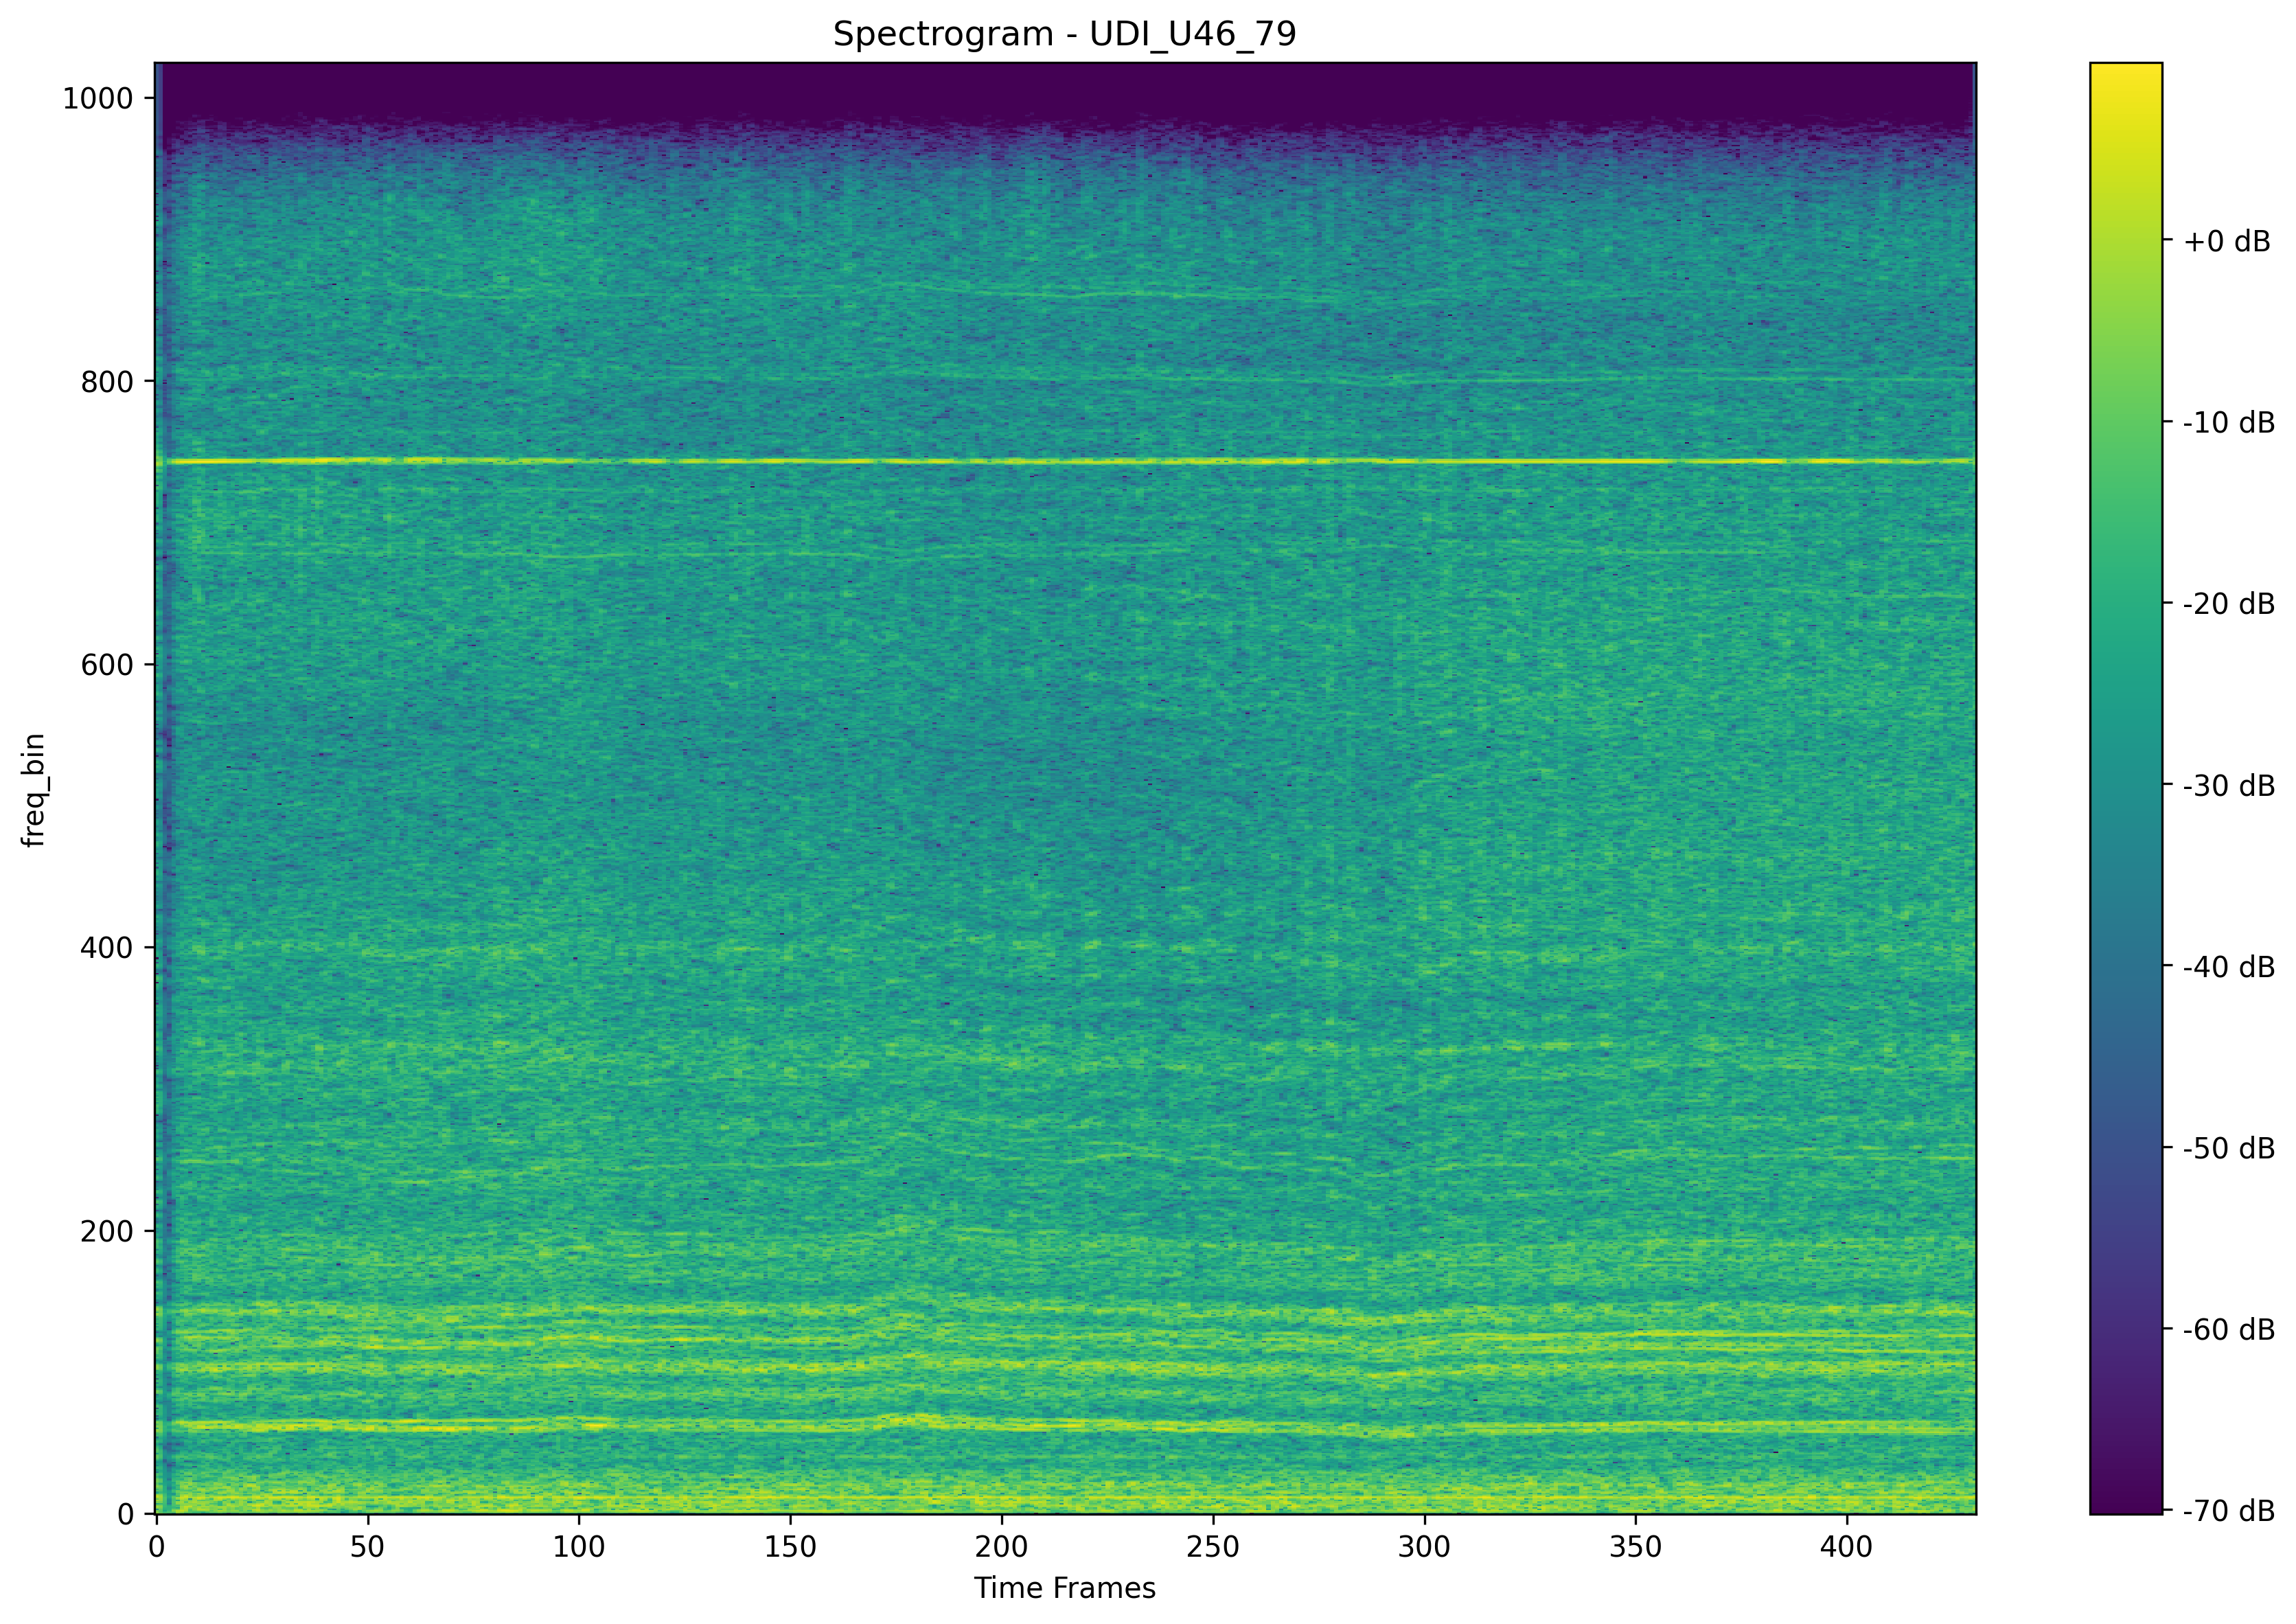 Spectrogram - UDI_U46_79
1000
800
600
400
200
0
freq_bin
0 50 100 150 200 250 300 350 400
Time Frames
+0 dB
-10 dB
-20 dB
-30 dB
-40 dB
-50 dB
-60 dB
-70 dB